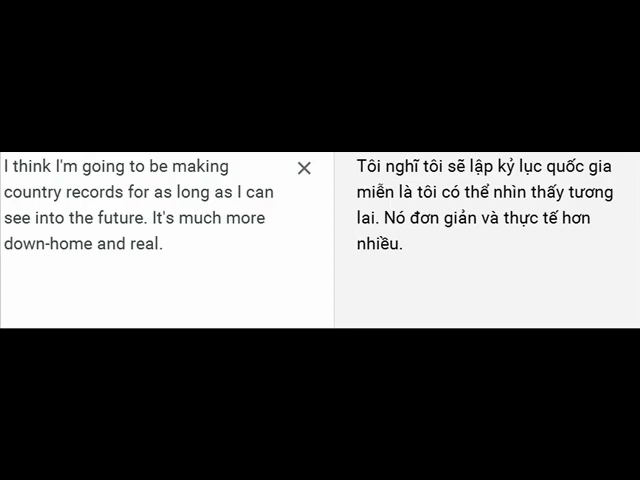 I think I'm going to be making
country records for as long as I can
see into the future. It's much more
down-home and real.
Tôi nghĩ tôi sẽ lập kỷ lục quốc gia
miễn là tôi có thể nhìn thấy tương
lai. Nó đơn giản và thực tế hơn
nhiều.